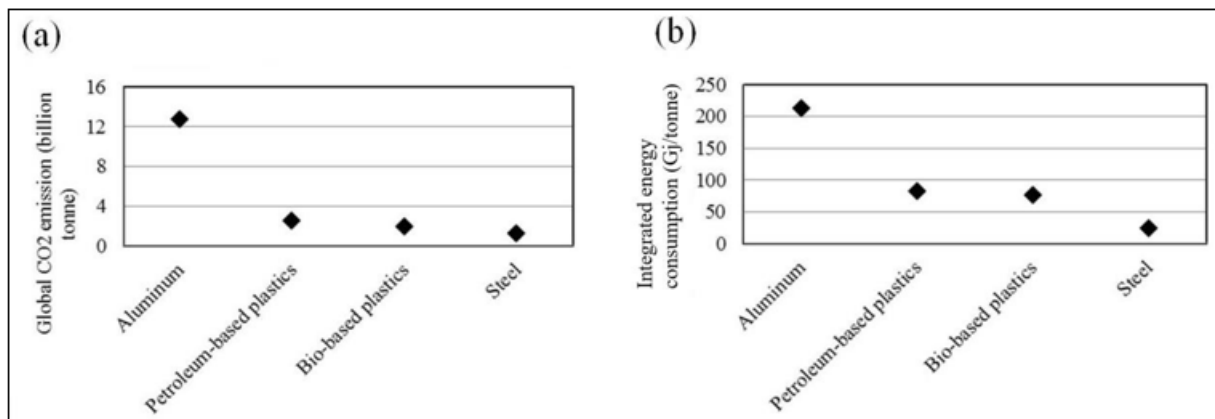 (a)
Global CO2 emission (billion
tonne)
16
12
8
4
0
Aluminum
Petroleum-based plastics
Bio-based plastics
Steel
(b)
Integrated energy
consumption (Gj/tonne)
250
200
150
100
50
0
Aluminum
Petroleum-based plastics
Bio-based plastics
Steel